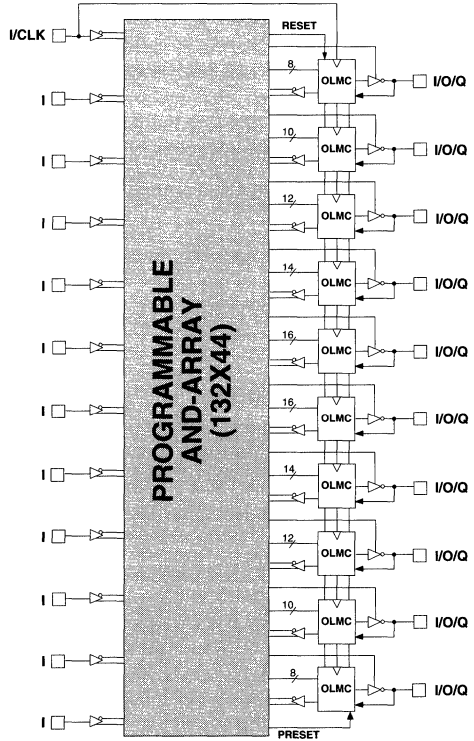 RESET
I/CLK
8
OLMC
I/O/Q
I
10
OLMC
I/O/Q
I
12
OLMC
I/O/Q
I
14
OLMC
I/O/Q
I
16
OLMC
I/O/Q
I
PROGRAMMABLE
AND-ARRAY
(132X44)
16
OLMC
I/O/Q
I
14
OLMC
I/O/Q
I
12
OLMC
I/O/Q
I
10
OLMC
I/O/Q
I
8
OLMC
I/O/Q
I
I
PRESET